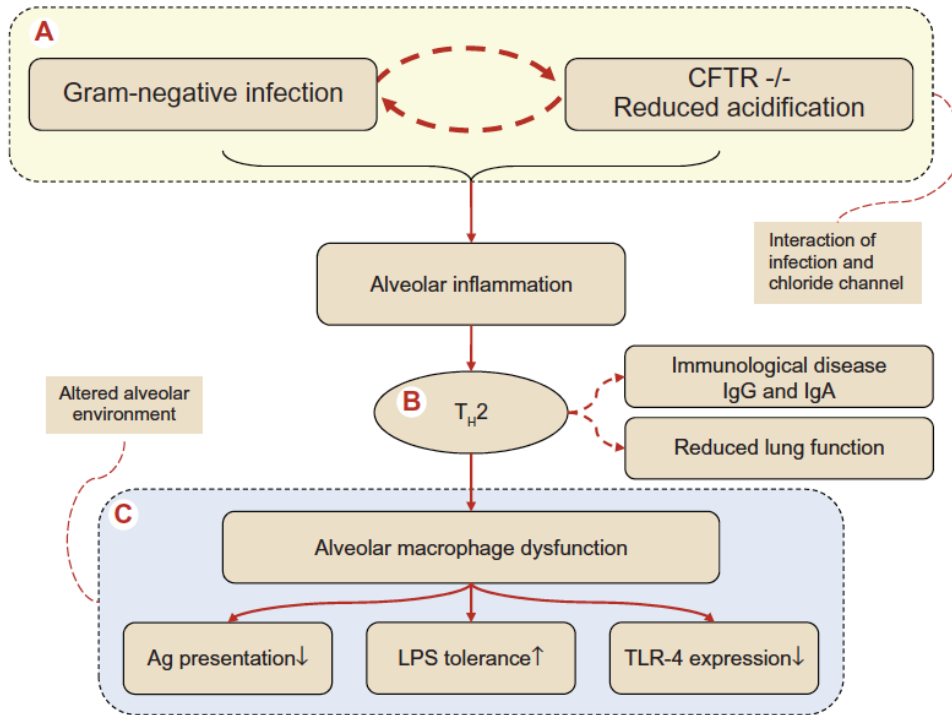 A
Gram-negative infection
CFTR -/-
Reduced acidification
Interaction of
infection and
chloride channel
Alveolar inflammation
Altered alveolar
environment
B
T_H2
Immunological disease
IgG and IgA
Reduced lung function
C
Alveolar macrophage dysfunction
Ag presentation↓
LPS tolerance↑
TLR-4 expression↓